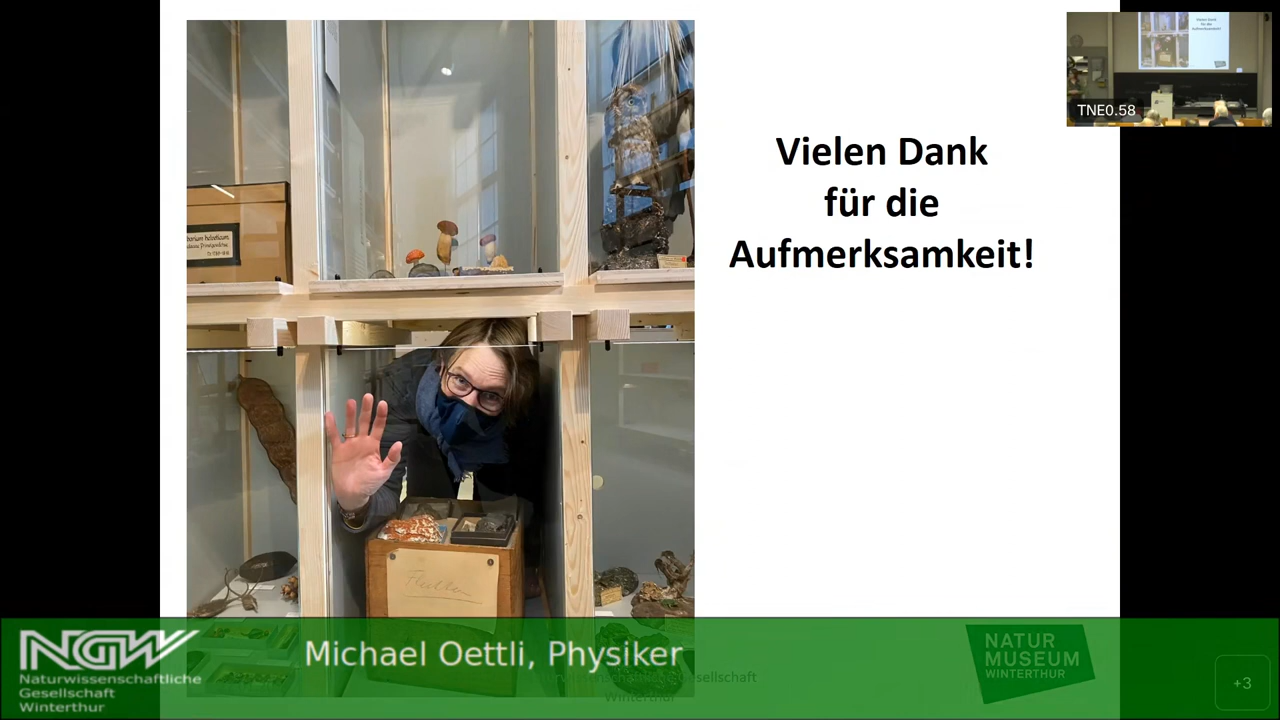 Vielen Dank
für die
Aufmerksamkeit!
TNE0.58
Michael Oettli, Physiker
NGW
Naturwissenschaftliche
Gesellschaft
Winterthur
NATUR
MUSEUM
WINTERTHUR
+3